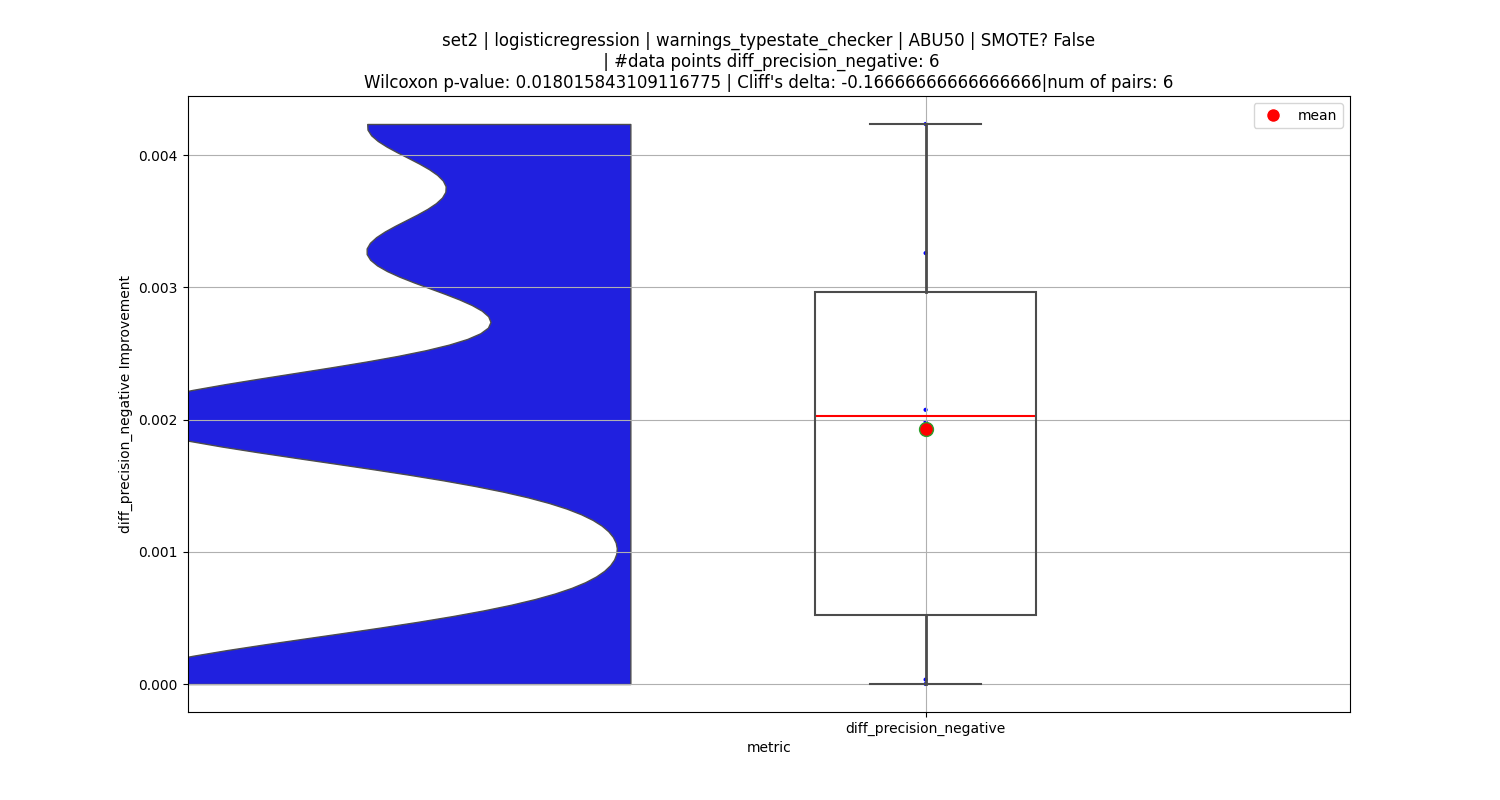 set2 | logisticregression | warnings_typestate_checker | ABU50 | SMOTE? False
| #data points diff_precision_negative: 6
Wilcoxon p-value: 0.018015843109116775 | Cliff's delta: -0.16666666666666666|num of pairs: 6
mean
0.004
0.003
0.002
0.001
0.000
diff_precision_negative Improvement
diff_precision_negative
metric